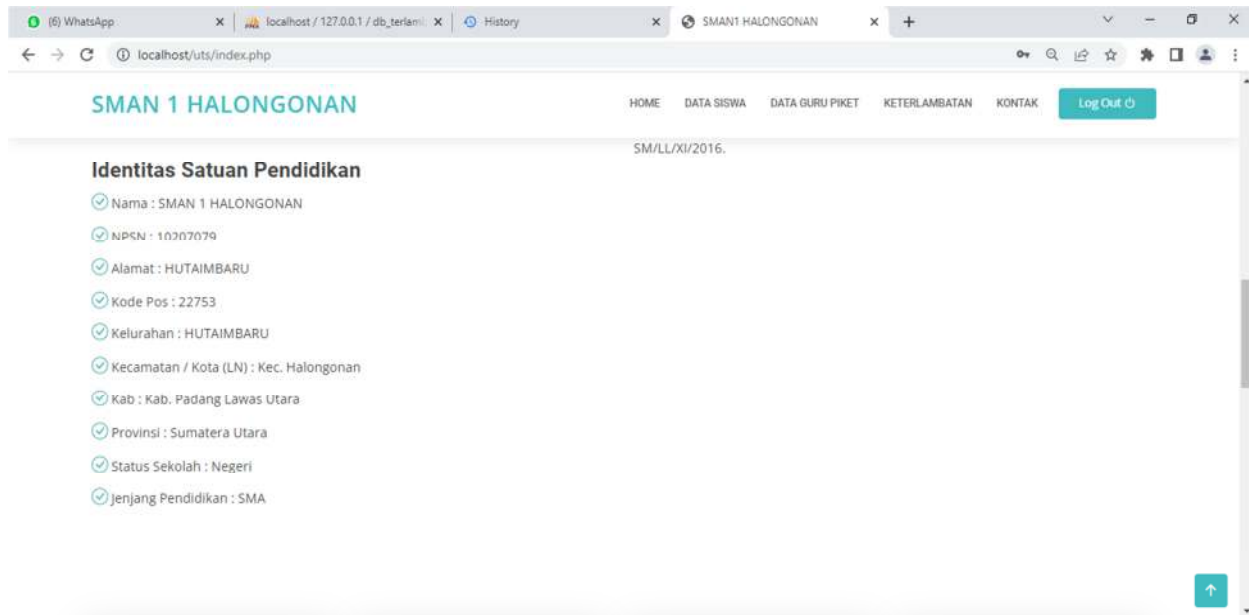 (6) WhatsApp
localhost / 127.0.0.1 / db_terlam
History
SMAN1 HALONGONAN
localhost/uts/index.php
SMAN 1 HALONGONAN
HOME DATA SISWA DATA GURU PIKET KETERLAMBATAN KONTAK Log Out
SM/LL/XI/2016.
Identitas Satuan Pendidikan
Nama : SMAN 1 HALONGONAN
NPSN : 10207079
Alamat : HUTAIMBARU
Kode Pos : 22753
Kelurahan : HUTAIMBARU
Kecamatan / Kota (LN) : Kec. Halongonan
Kab : Kab. Padang Lawas Utara
Provinsi : Sumatera Utara
Status Sekolah : Negeri
Jenjang Pendidikan : SMA